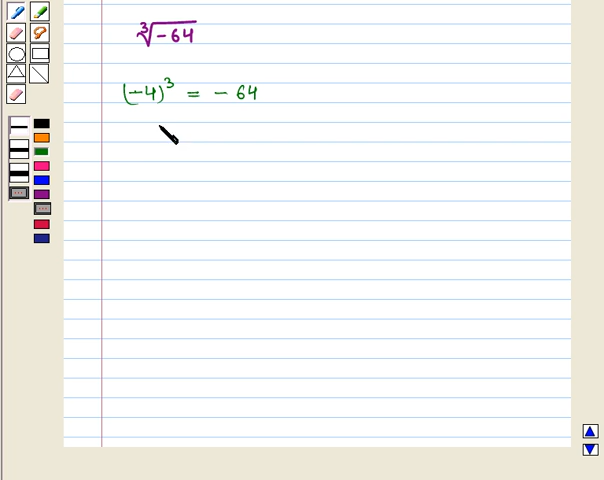 ∛-64
(-4)³ = - 64